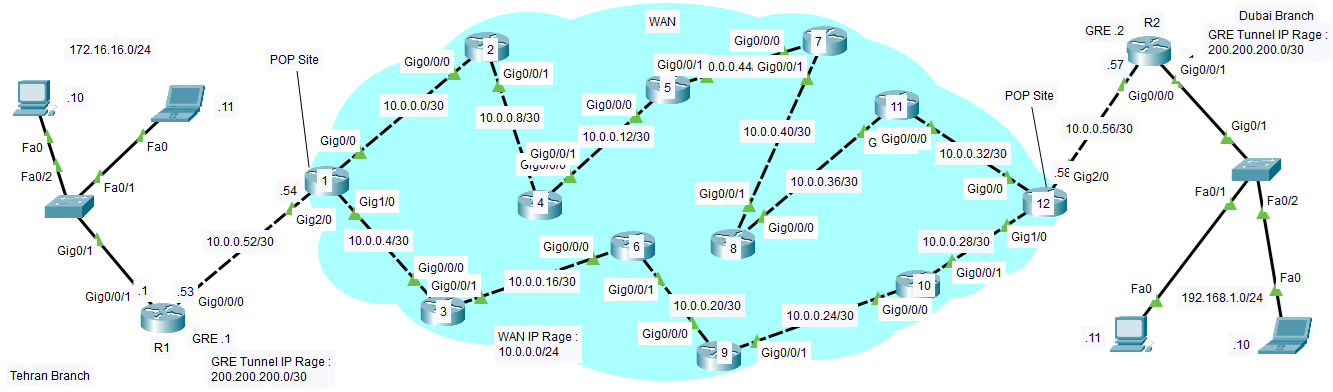 WAN
Dubai Branch
R2
GRE .2
GRE Tunnel IP Rage :
200.200.200.0/30
172.16.16.0/24
POP Site
2
7
Gig0/0/0
Gig0/0/0
Gig0/0/1
Gig0/0/1
.57
Gig0/0/1
Gig0/0/0
5
Gig0/0/1
.10
.11
10.0.0.0/30
Gig0/0/0
11
POP Site
10.0.0.8/30
10.0.0.12/30
10.0.0.40/30
Gig0/0/0
10.0.0.56/30
Gig0/1
Fa0
Fa0
Gig0/0
Gig0/0/1
10.0.0.32/30
Fa0/2
Fa0/1
1
.54
10.0.0.36/30
Gig0/0
.58
Gig2/0
Fa0/1
Fa0/2
4
Gig0/0/1
12
Gig2/0
Gig1/0
Gig0/0/0
Gig1/0
10.0.0.52/30
10.0.0.4/30
Gig0/0/0
6
8
10.0.0.28/30
Gig0/1
Gig0/0/0
Gig0/0/1
10.0.0.16/30
Gig0/0/1
Gig0/0/1
10
Fa0
Fa0
.1
.53
Gig0/0/1
Gig0/0/0
3
10.0.0.20/30
Gig0/0/0
10.0.0.24/30
Gig0/0/0
192.168.1.0/24
R1
GRE .1
WAN IP Rage :
10.0.0.0/24
9
Gig0/0/1
.11
.10
GRE Tunnel IP Rage :
200.200.200.0/30
Tehran Branch